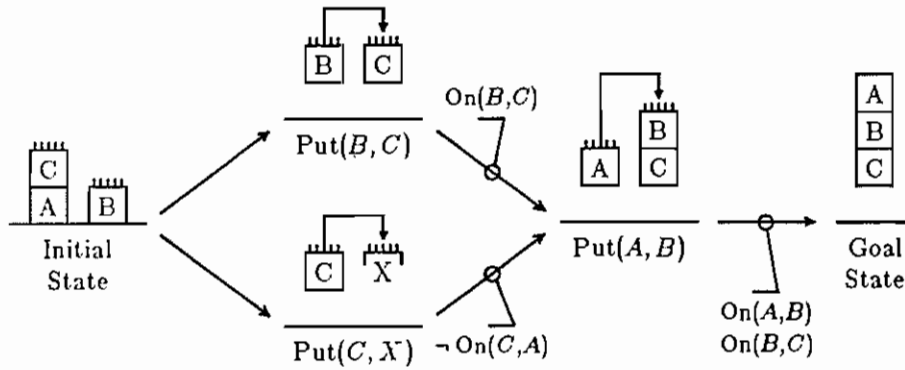 B
C
Put(B, C)
On(B,C)
C
A
B
Initial
State
C
X
Put(C, X)
¬ On(C,A)
A
B
C
Put(A, B)
On(A,B)
On(B,C)
A
B
C
Goal
State